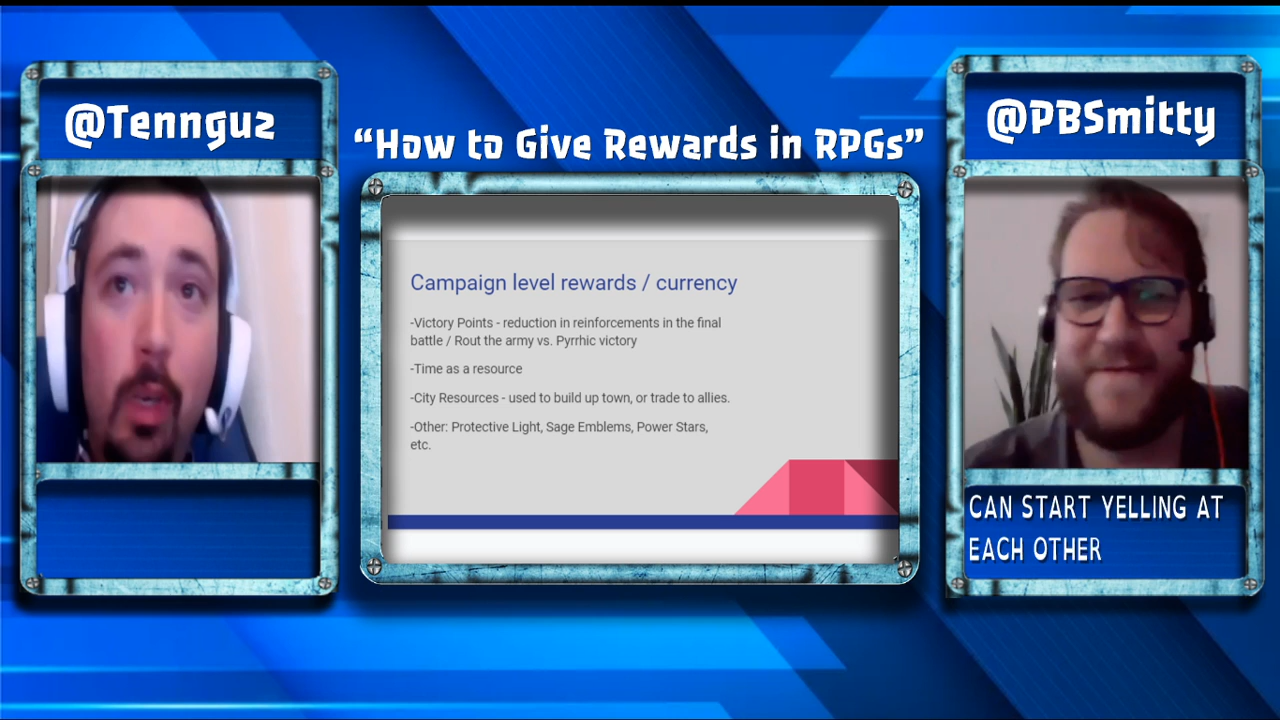 @Tennguz
"How to Give Rewards in RPGs"
@PBSmitty
Campaign level rewards / currency
-Victory Points - reduction in reinforcements in the final
battle / Rout the army vs. Pyrrhic victory
-Time as a resource
-City Resources - used to build up town, or trade to allies.
-Other: Protective Light, Sage Emblems, Power Stars,
etc.
CAN START YELLING AT
EACH OTHER